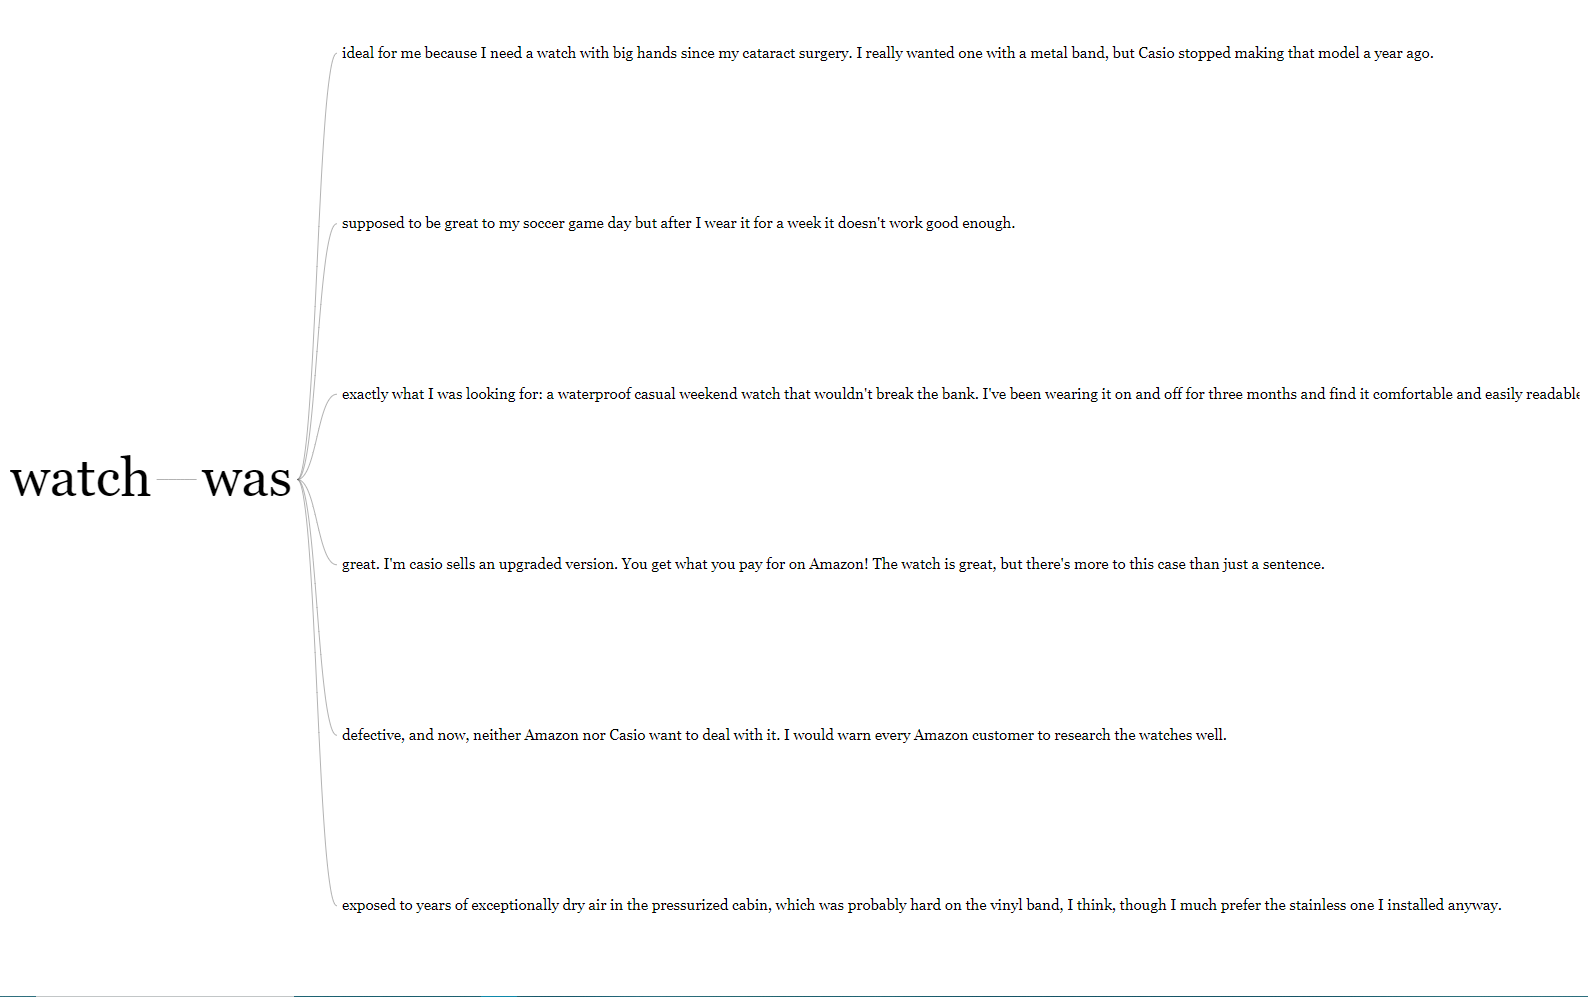 ideal for me because I need a watch with big hands since my cataract surgery. I really wanted one with a metal band, but Casio stopped making that model a year ago.
supposed to be great to my soccer game day but after I wear it for a week it doesn't work good enough.
exactly what I was looking for: a waterproof casual weekend watch that wouldn't break the bank. I've been wearing it on and off for three months and find it comfortable and easily readable
watch was
great. I'm casio sells an upgraded version. You get what you pay for on Amazon! The watch is great, but there's more to this case than just a sentence.
defective, and now, neither Amazon nor Casio want to deal with it. I would warn every Amazon customer to research the watches well.
exposed to years of exceptionally dry air in the pressurized cabin, which was probably hard on the vinyl band, I think, though I much prefer the stainless one I installed anyway.